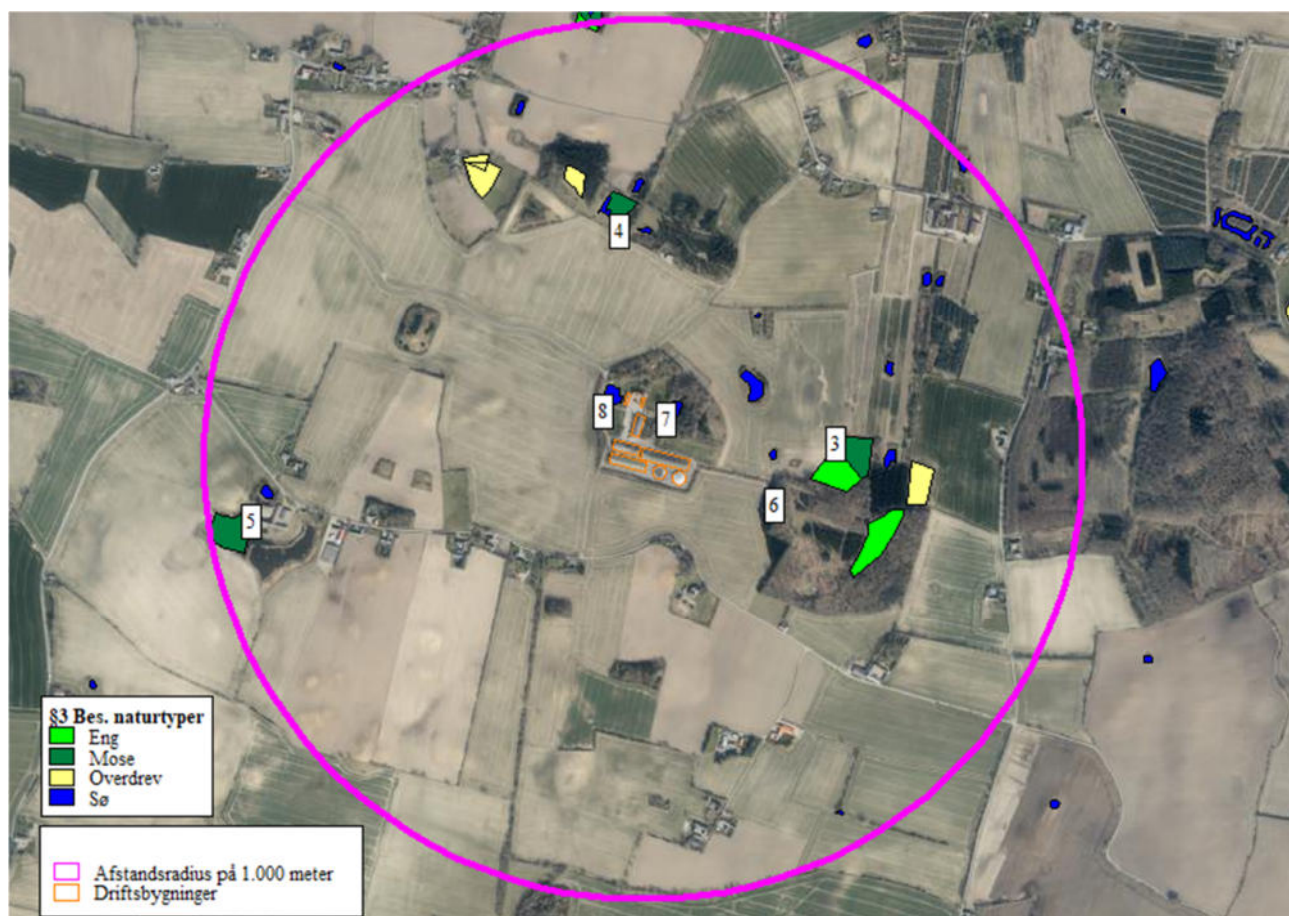 4
8
7
3
6
5
§3 Bes. naturtyper
Eng
Mose
Overdrev
Sø
Afstandsradius på 1.000 meter
Driftsbygninger